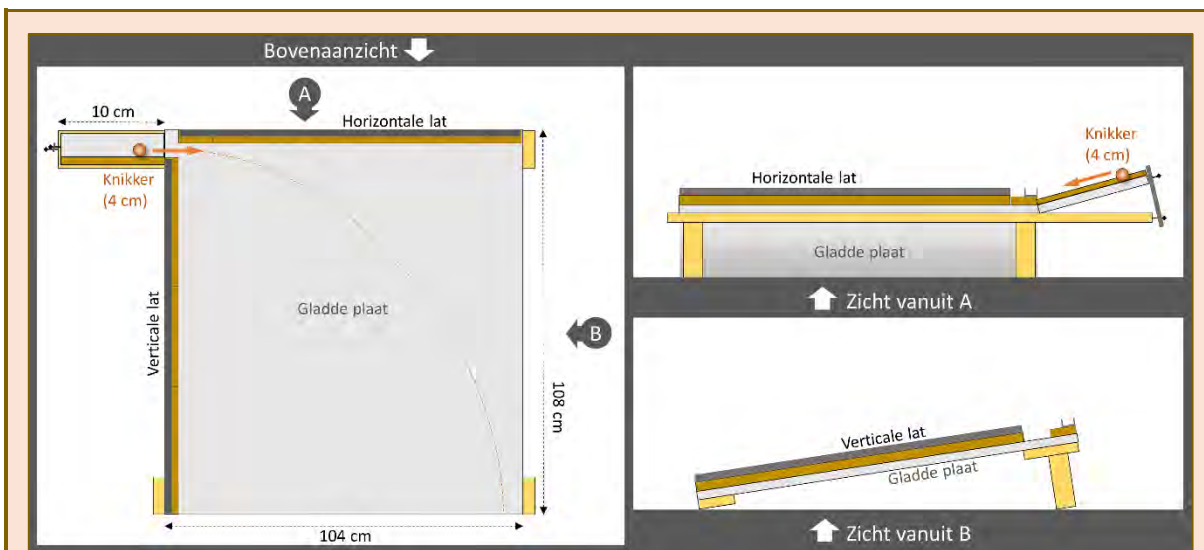 Bovenaanzicht
A
10 cm
Horizontale lat
Knikker
(4 cm)
Verticale lat
Gladde plaat
B
108 cm
104 cm
Knikker
(4 cm)
Horizontale lat
Gladde plaat
Zicht vanuit A
Verticale lat
Gladde plaat
Zicht vanuit B